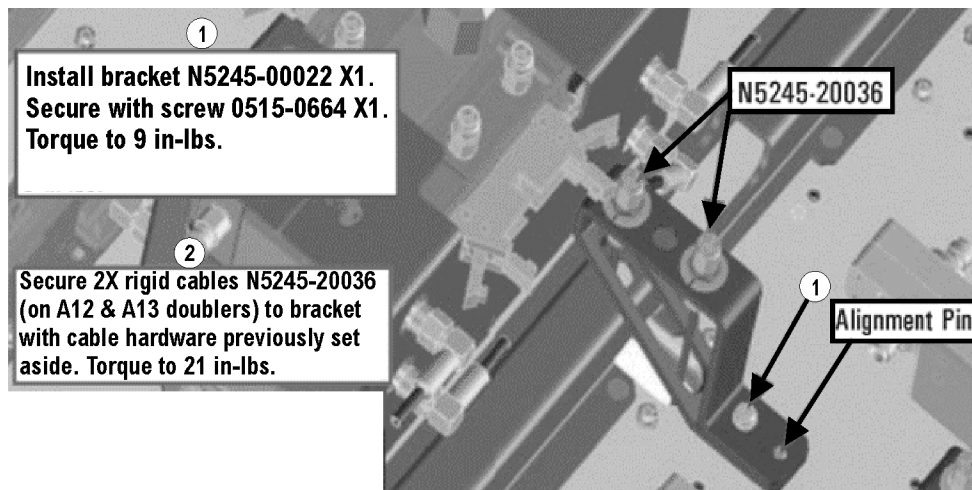 1
Install bracket N5245-00022 X1.
Secure with screw 0515-0664 X1.
Torque to 9 in-lbs.
2
Secure 2X rigid cables N5245-20036
(on A12 & A13 doublers) to bracket
with cable hardware previously set
aside. Torque to 21 in-lbs.
N5245-20036
1
Alignment Pin